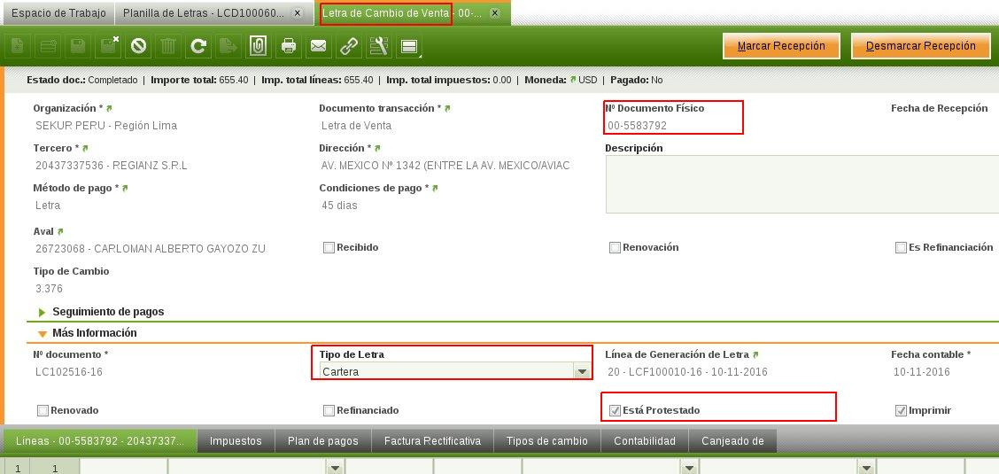 Espacio de Trabajo Planilla de Letras - LCD100060... x Letra de Cambio de Venta - 00-... x
Marcar Recepción Desmarcar Recepción
Estado doc.: Completado | Importe total: 655.40 | Imp. total líneas: 655.40 | Imp. total impuestos: 0.00 | Moneda: USD | Pagado: No
Organización * Documento transacción * Nº Documento Físico Fecha de Recepción
SEKUR PERU - Región Lima Letra de Venta 00-5583792
Tercero * Dirección * Descripción
20437337536 - REGIANZ S.R.L AV. MEXICO Nº 1342 (ENTRE LA AV. MEXICO/AVIAC
Método de pago * Condiciones de pago *
Letra 45 dias
Aval
26723068 - CARLOMAN ALBERTO GAYOZO ZU Recibido Renovación Es Refinanciación
Tipo de Cambio
3.376
Seguimiento de pagos
Más Información
Nº documento * Tipo de Letra Línea de Generación de Letra Fecha contable *
LC102516-16 Cartera 20 - LCF100010-16 - 10-11-2016 10-11-2016
Renovado Refinanciado Está Protestado Imprimir
Líneas - 00-5583792 - 20437337... Impuestos Plan de pagos Factura Rectificativa Tipos de cambio Contabilidad Canjeado de
1 1